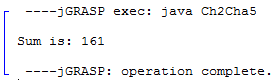 ----jGRASP exec: java Ch2Cha5
Sum is: 161
----jGRASP: operation complete.